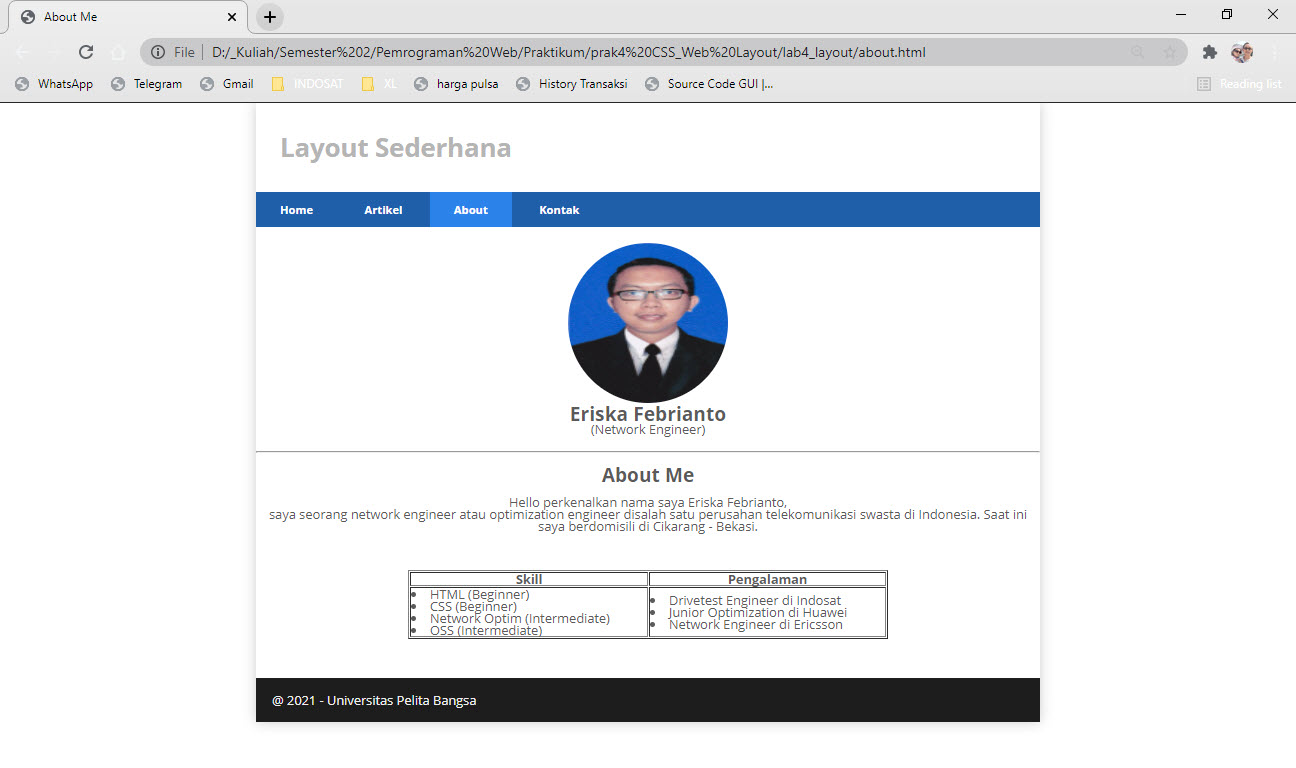 About Me
File | D:/_Kuliah/Semester%202/Pemrograman%20Web/Praktikum/prak4%20CSS_Web%20Layout/lab4_layout/about.html
WhatsApp Telegram Gmail INDOSAT XL harga pulsa History Transaksi Source Code GUI |... Reading list
Layout Sederhana
Home Artikel About Kontak
Eriska Febrianto
(Network Engineer)
About Me
Hello perkenalkan nama saya Eriska Febrianto,
saya seorang network engineer atau optimization engineer disalah satu perusahan telekomunikasi swasta di Indonesia. Saat ini
saya berdomisili di Cikarang - Bekasi.
Skill Pengalaman
HTML (Beginner)
CSS (Beginner)
Network Optim (Intermediate)
OSS (Intermediate)
Drivetest Engineer di Indosat
Junior Optimization di Huawei
Network Engineer di Ericsson
@ 2021 - Universitas Pelita Bangsa